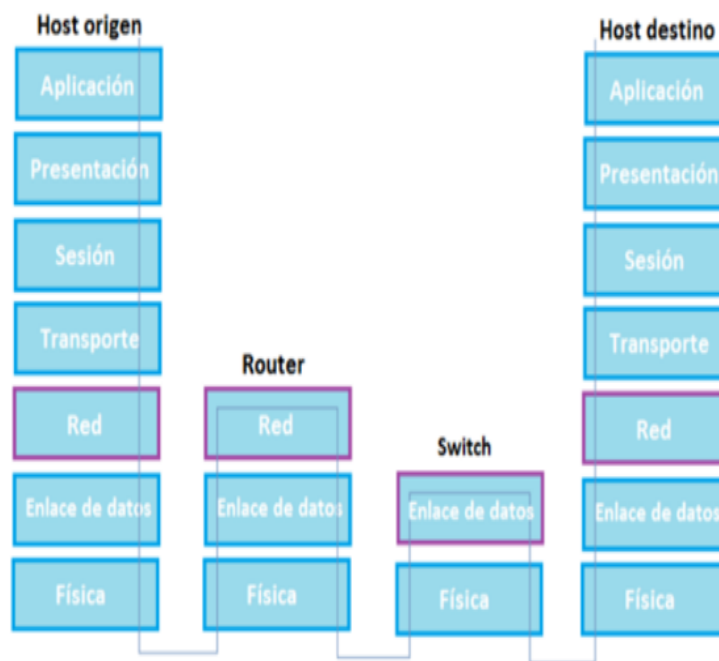 Host origen
Aplicación
Presentación
Sesión
Transporte
Red
Enlace de datos
Física
Router
Red
Enlace de datos
Física
Switch
Enlace de datos
Física
Host destino
Aplicación
Presentación
Sesión
Transporte
Red
Enlace de datos
Física